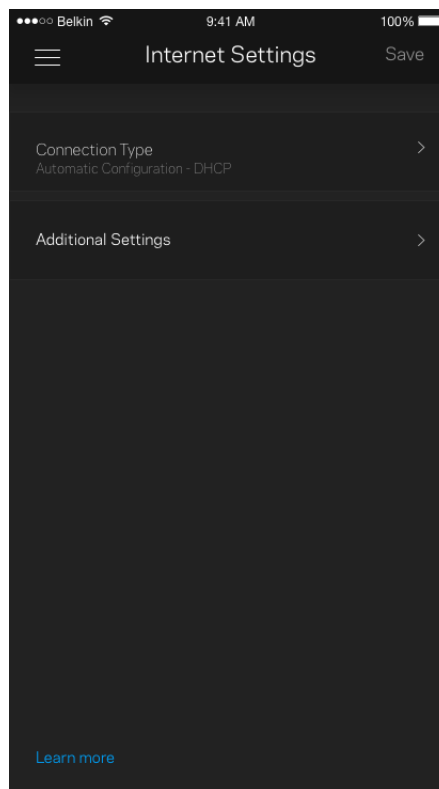 ●●●○○ Belkin 9:41 AM 100%
Internet Settings Save
Connection Type
Automatic Configuration - DHCP
Additional Settings
Learn more